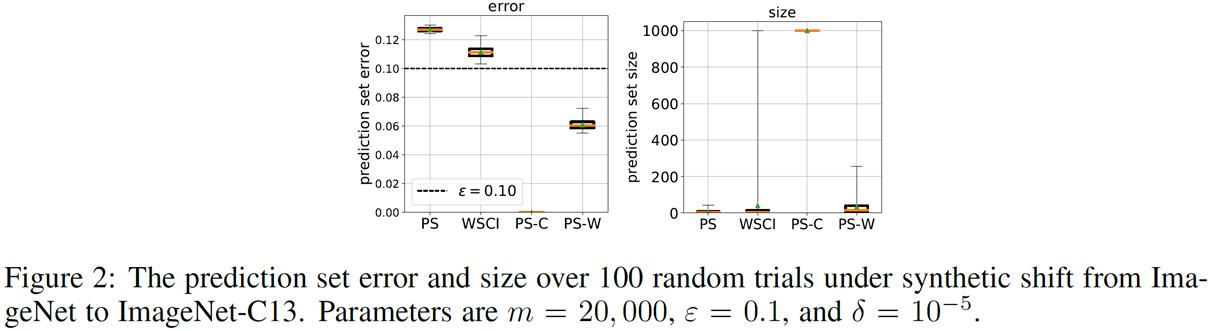 error
prediction set error
0.12
0.10
0.08
0.06
0.04
0.02
0.00
ε = 0.10
PS WSCI PS-C PS-W
size
prediction set size
1000
800
600
400
200
0
PS WSCI PS-C PS-W
Figure 2: The prediction set error and size over 100 random trials under synthetic shift from Ima-
geNet to ImageNet-C13. Parameters are m = 20, 000, ε = 0.1, and δ = 10⁻⁵.